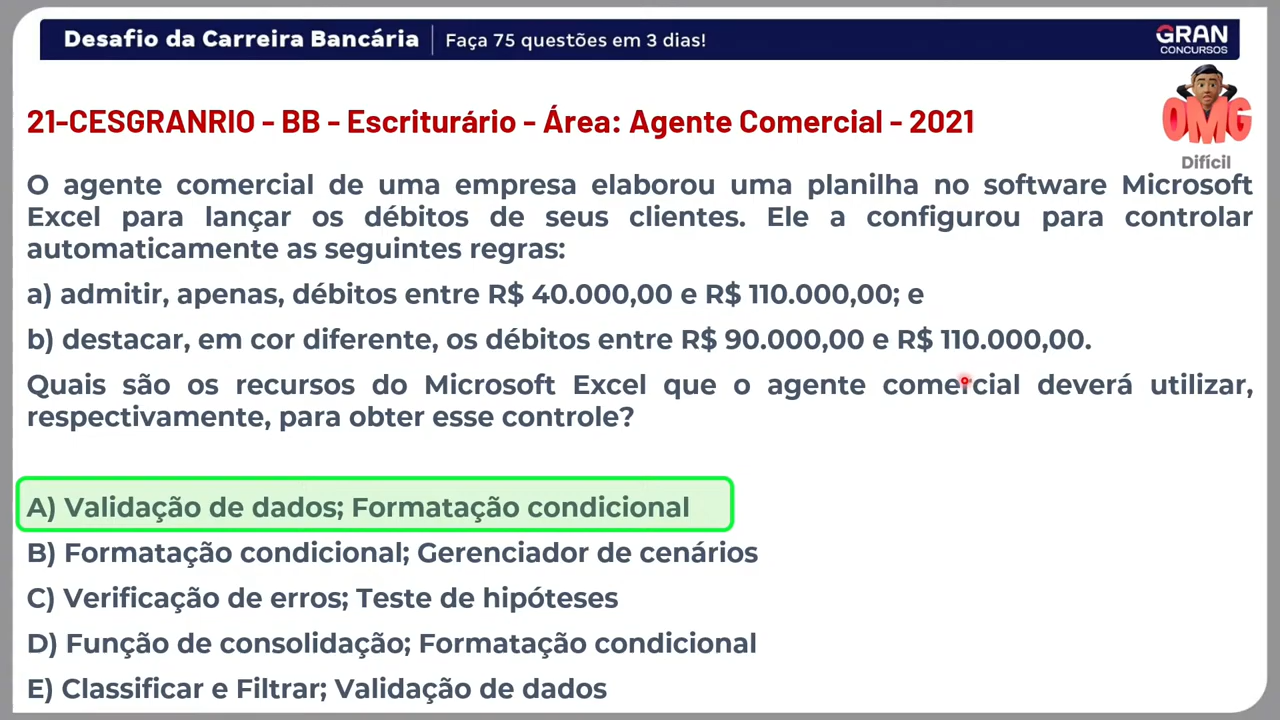 Desafio da Carreira Bancária | Faça 75 questões em 3 dias!
GRAN
CONCURSOS
21-CESGRANRIO - BB - Escriturário - Área: Agente Comercial - 2021
OMG
Difícil
O agente comercial de uma empresa elaborou uma planilha no software Microsoft
Excel para lançar os débitos de seus clientes. Ele a configurou para controlar
automaticamente as seguintes regras:
a) admitir, apenas, débitos entre R$ 40.000,00 e R$ 110.000,00; e
b) destacar, em cor diferente, os débitos entre R$ 90.000,00 e R$ 110.000,00.
Quais são os recursos do Microsoft Excel que o agente comercial deverá utilizar,
respectivamente, para obter esse controle?
A) Validação de dados; Formatação condicional
B) Formatação condicional; Gerenciador de cenários
C) Verificação de erros; Teste de hipóteses
D) Função de consolidação; Formatação condicional
E) Classificar e Filtrar; Validação de dados